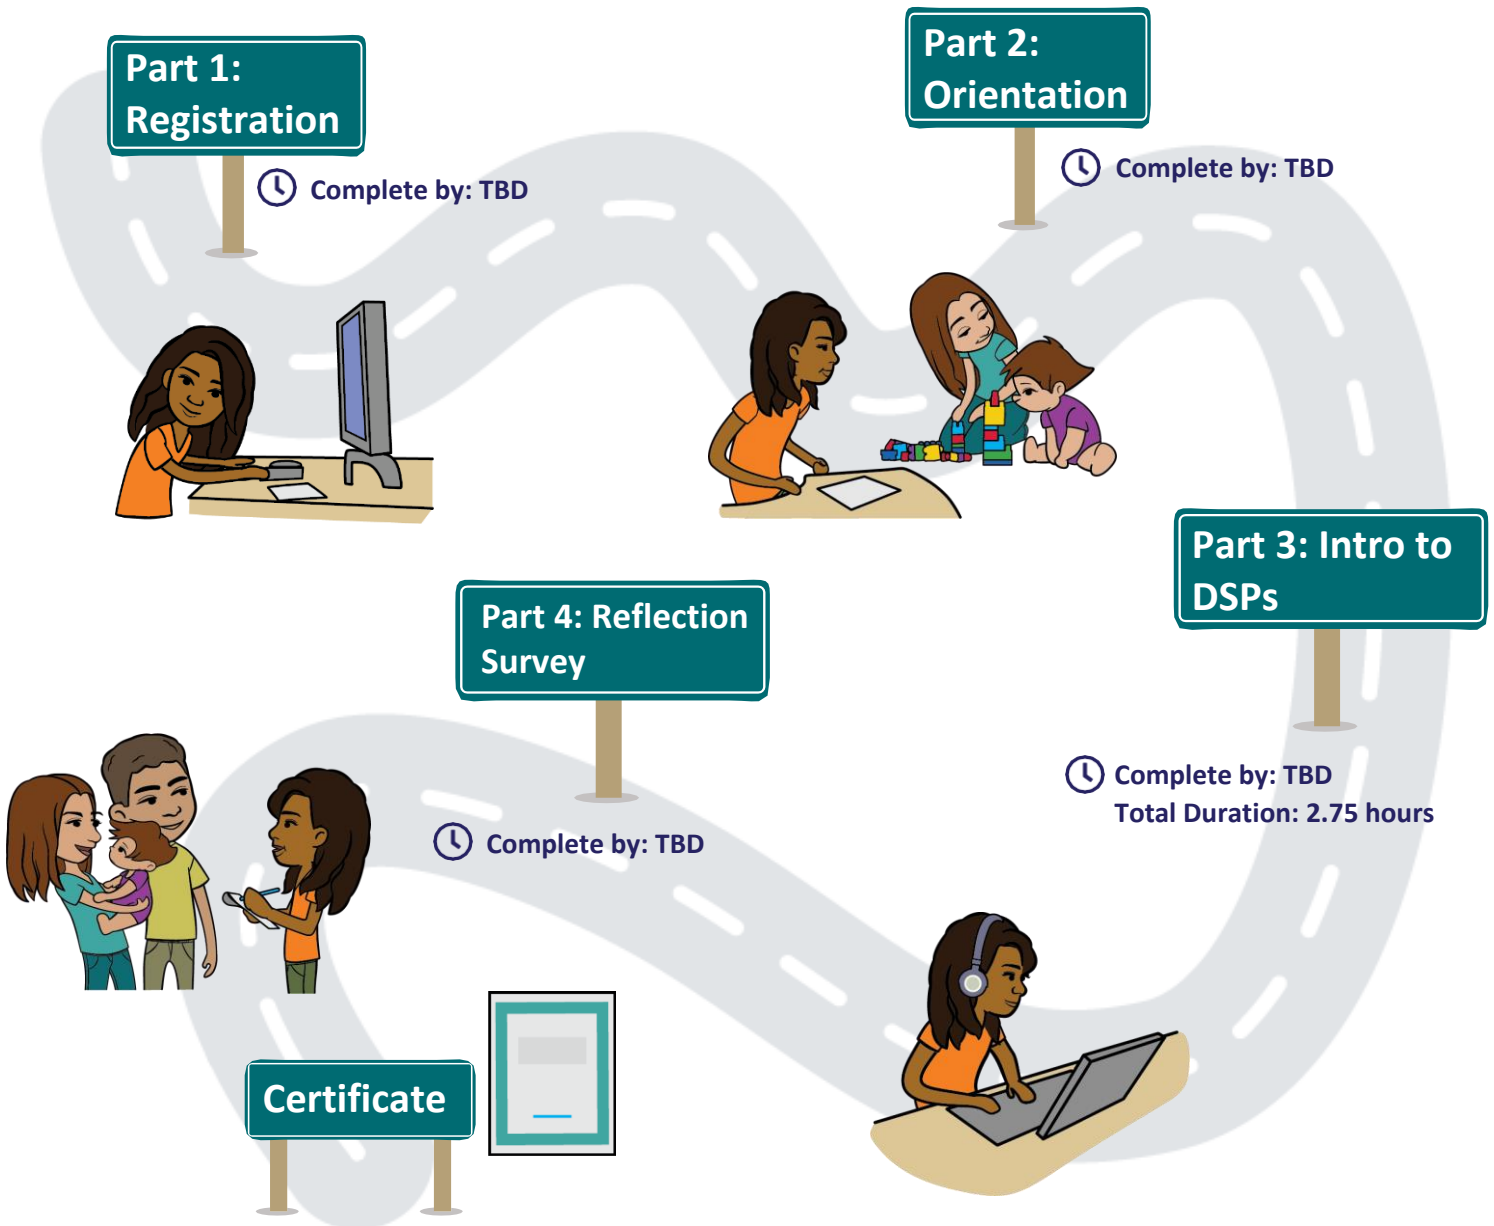 Part 1:
Registration
Complete by: TBD
Part 2:
Orientation
Complete by: TBD
Part 3: Intro to
DSPs
Complete by: TBD
Total Duration: 2.75 hours
Part 4: Reflection
Survey
Complete by: TBD
Certificate